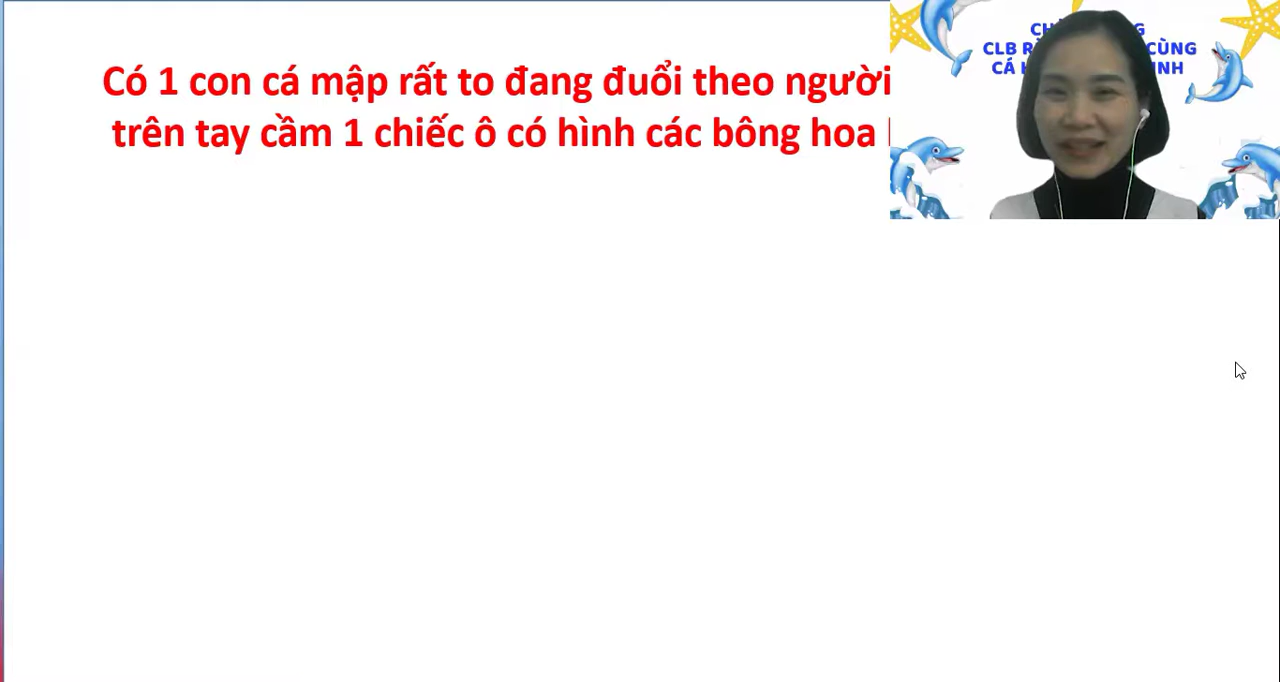 Có 1 con cá mập rất to đang đuổi theo người
trên tay cầm 1 chiếc ô có hình các bông hoa
CLB CÙNG
CÁ